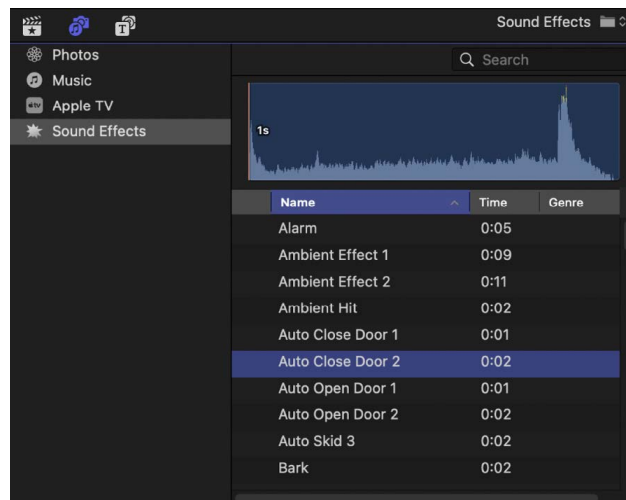 Sound Effects
Photos
Search
Music
tv
Apple TV
Sound Effects
1s
Name Time Genre
Alarm 0:05
Ambient Effect 1 0:09
Ambient Effect 2 0:11
Ambient Hit 0:02
Auto Close Door 1 0:01
Auto Close Door 2 0:02
Auto Open Door 1 0:01
Auto Open Door 2 0:02
Auto Skid 3 0:02
Bark 0:02